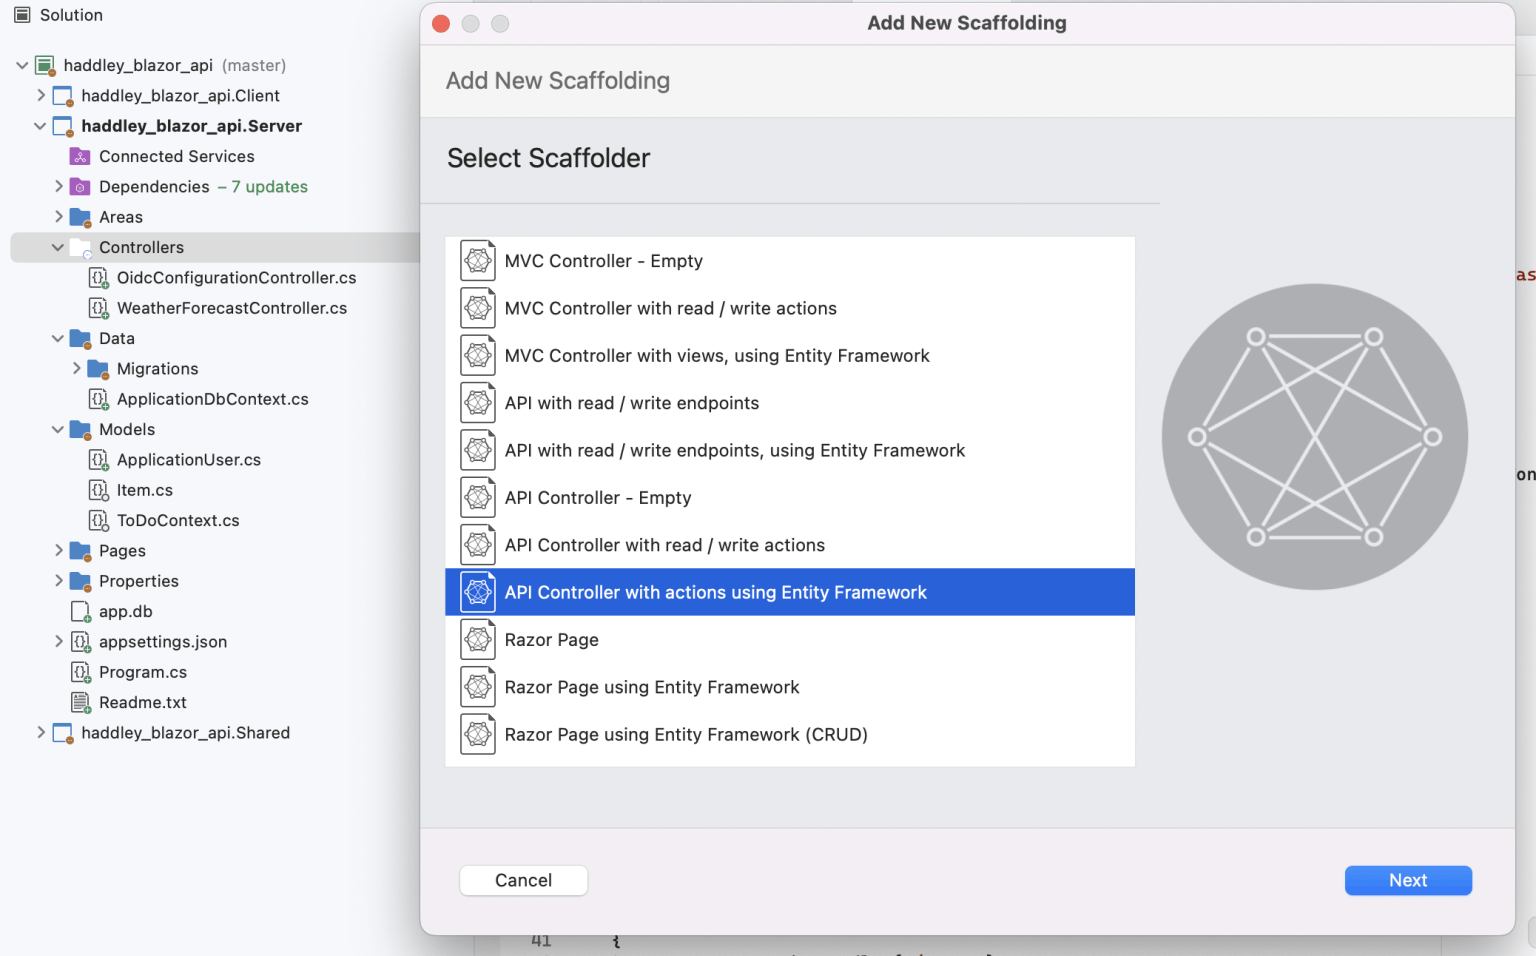 Solution
haddley_blazor_api (master)
haddley_blazor_api.Client
haddley_blazor_api.Server
Connected Services
Dependencies – 7 updates
Areas
Controllers
OidcConfigurationController.cs
WeatherForecastController.cs
Data
Migrations
ApplicationDbContext.cs
Models
ApplicationUser.cs
Item.cs
ToDoContext.cs
Pages
Properties
app.db
appsettings.json
Program.cs
Readme.txt
haddley_blazor_api.Shared
Add New Scaffolding
Add New Scaffolding
Select Scaffolder
MVC Controller - Empty
MVC Controller with read / write actions
MVC Controller with views, using Entity Framework
API with read / write endpoints
API with read / write endpoints, using Entity Framework
API Controller - Empty
API Controller with read / write actions
API Controller with actions using Entity Framework
Razor Page
Razor Page using Entity Framework
Razor Page using Entity Framework (CRUD)
Cancel
Next
as
on
41 {